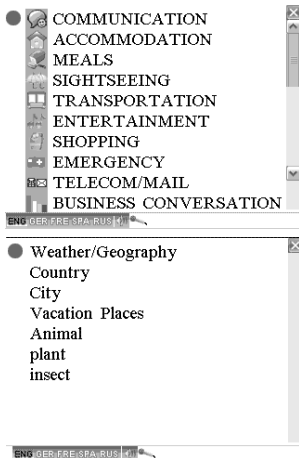 COMMUNICATION
ACCOMMODATION
MEALS
SIGHTSEEING
TRANSPORTATION
ENTERTAINMENT
SHOPPING
EMERGENCY
TELECOM/MAIL
BUSINESS CONVERSATION
ENG GER FRE SPA RUS
Weather/Geography
Country
City
Vacation Places
Animal
plant
insect
ENG GER FRE SPA RUS